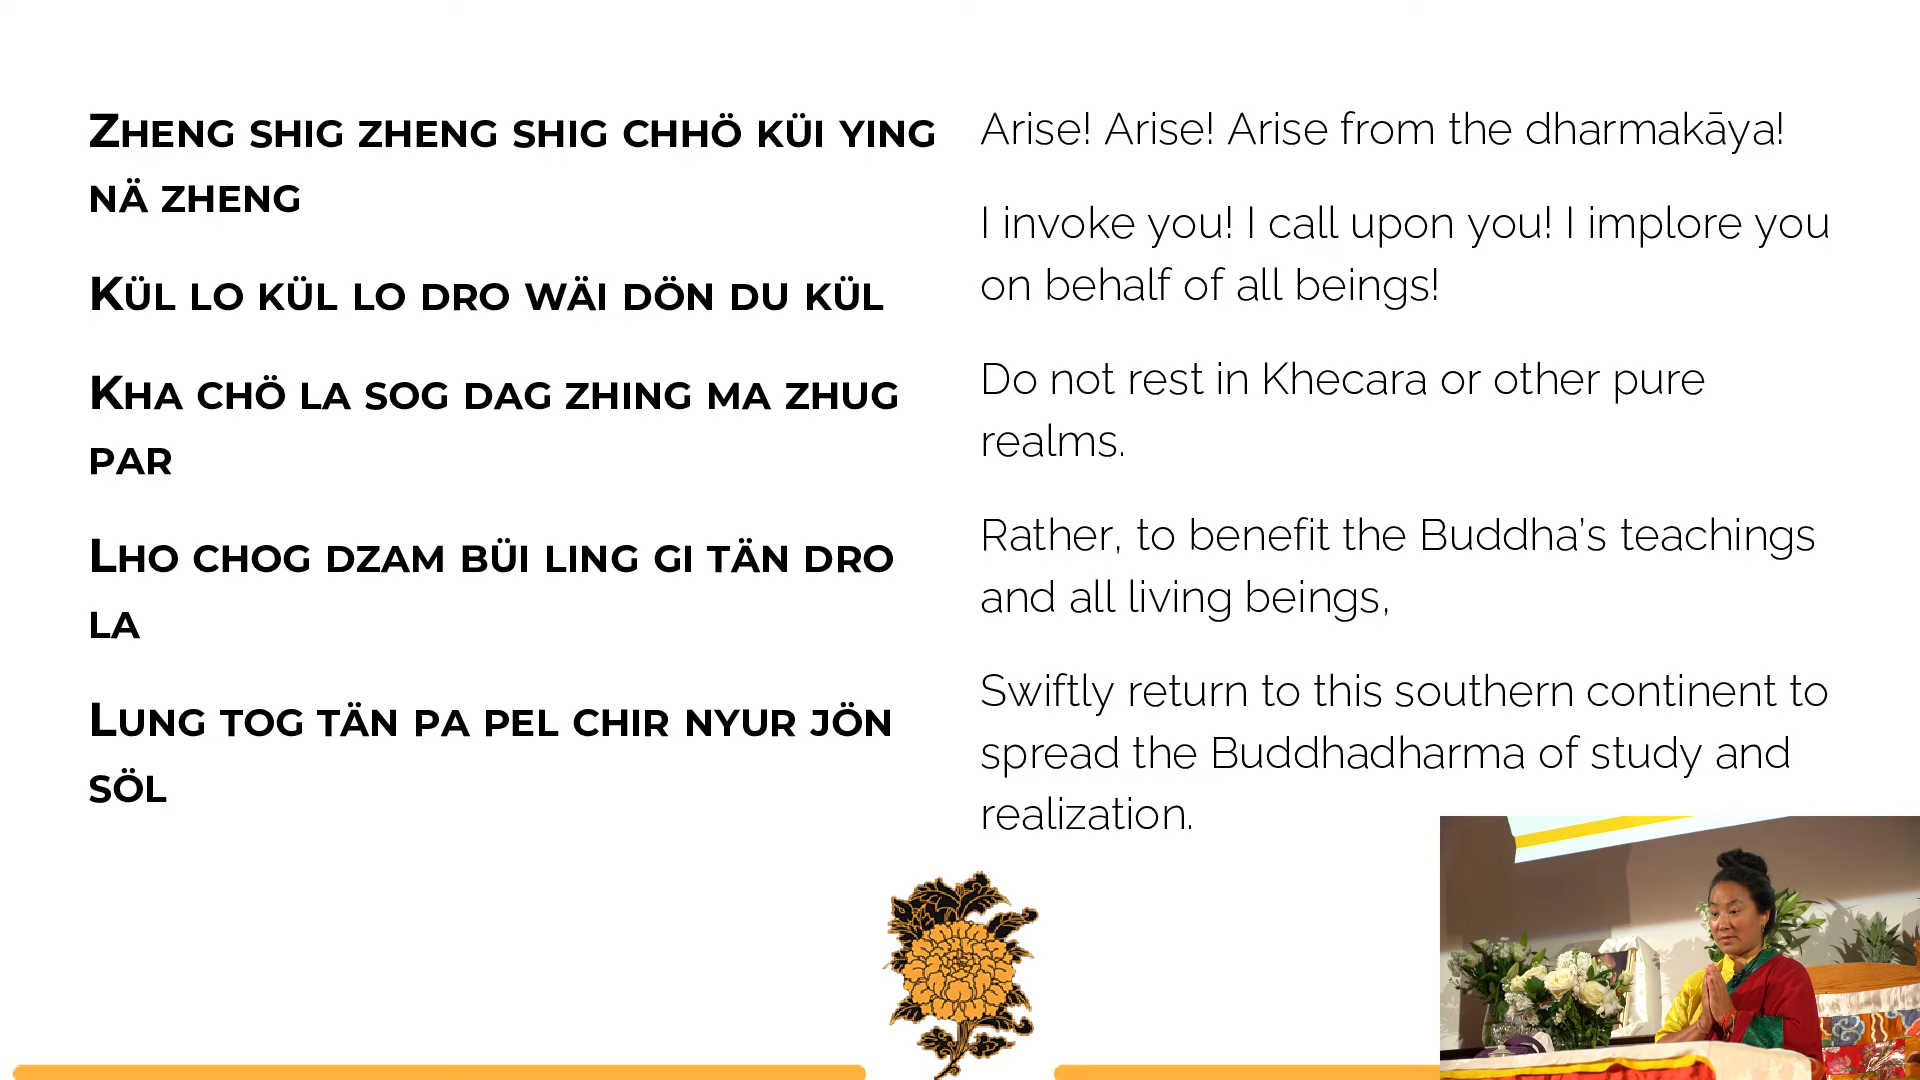 Zheng shig zheng shig chhö küi ying
nä zheng
Kül lo kül lo dro wäi dön du kül
Kha chö la sog dag zhing ma zhug
par
Lho chog dzam büi ling gi tän dro
la
Lung tog tän pa pel chir nyur jön
söl
Arise! Arise! Arise from the dharmakāya!
I invoke you! I call upon you! I implore you
on behalf of all beings!
Do not rest in Khecara or other pure
realms.
Rather, to benefit the Buddha’s teachings
and all living beings,
Swiftly return to this southern continent to
spread the Buddhadharma of study and
realization.